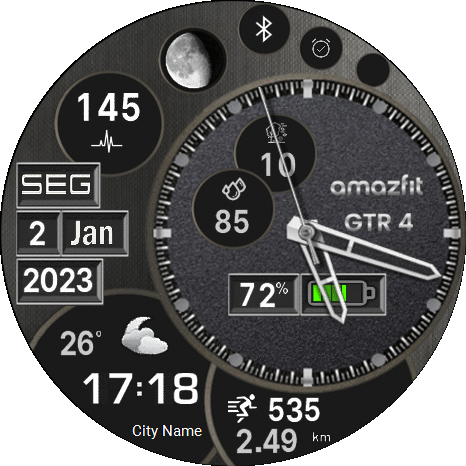 145
10
85
amazfit
GTR 4
SEG
2 Jan
2023
72%
26°
17:18
City Name
535
2.49 km